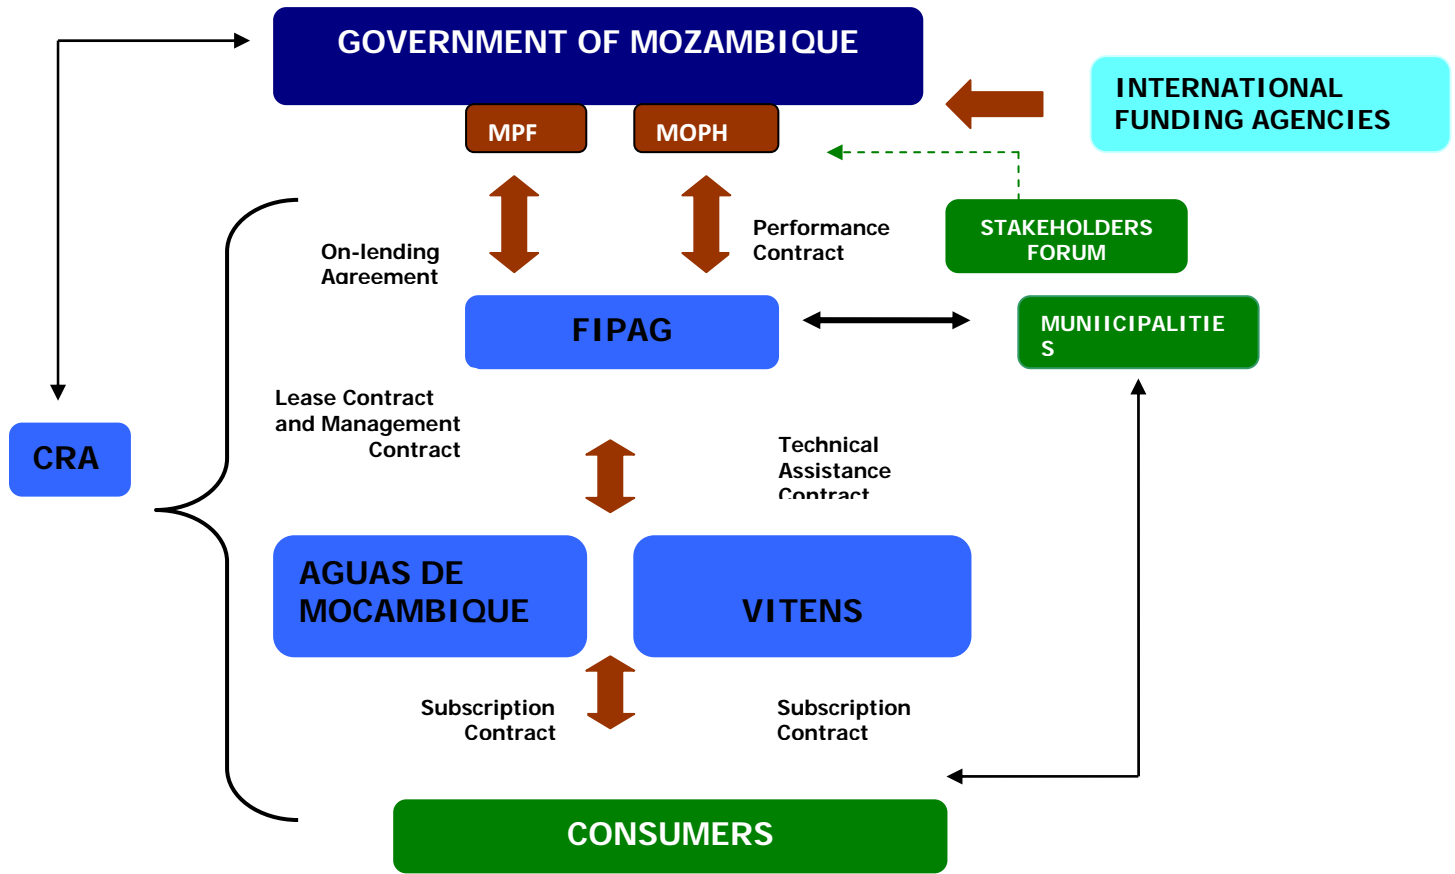 GOVERNMENT OF MOZAMBIQUE
INTERNATIONAL
FUNDING AGENCIES
MPF
MOPH
Performance
Contract
STAKEHOLDERS
FORUM
On-lending
Agreement
FIPAG
MUNIICIPALITIE
S
Lease Contract
and Management
Contract
CRA
Technical
Assistance
Contract
AGUAS DE
MOCAMBIQUE
VITENS
Subscription
Contract
Subscription
Contract
CONSUMERS